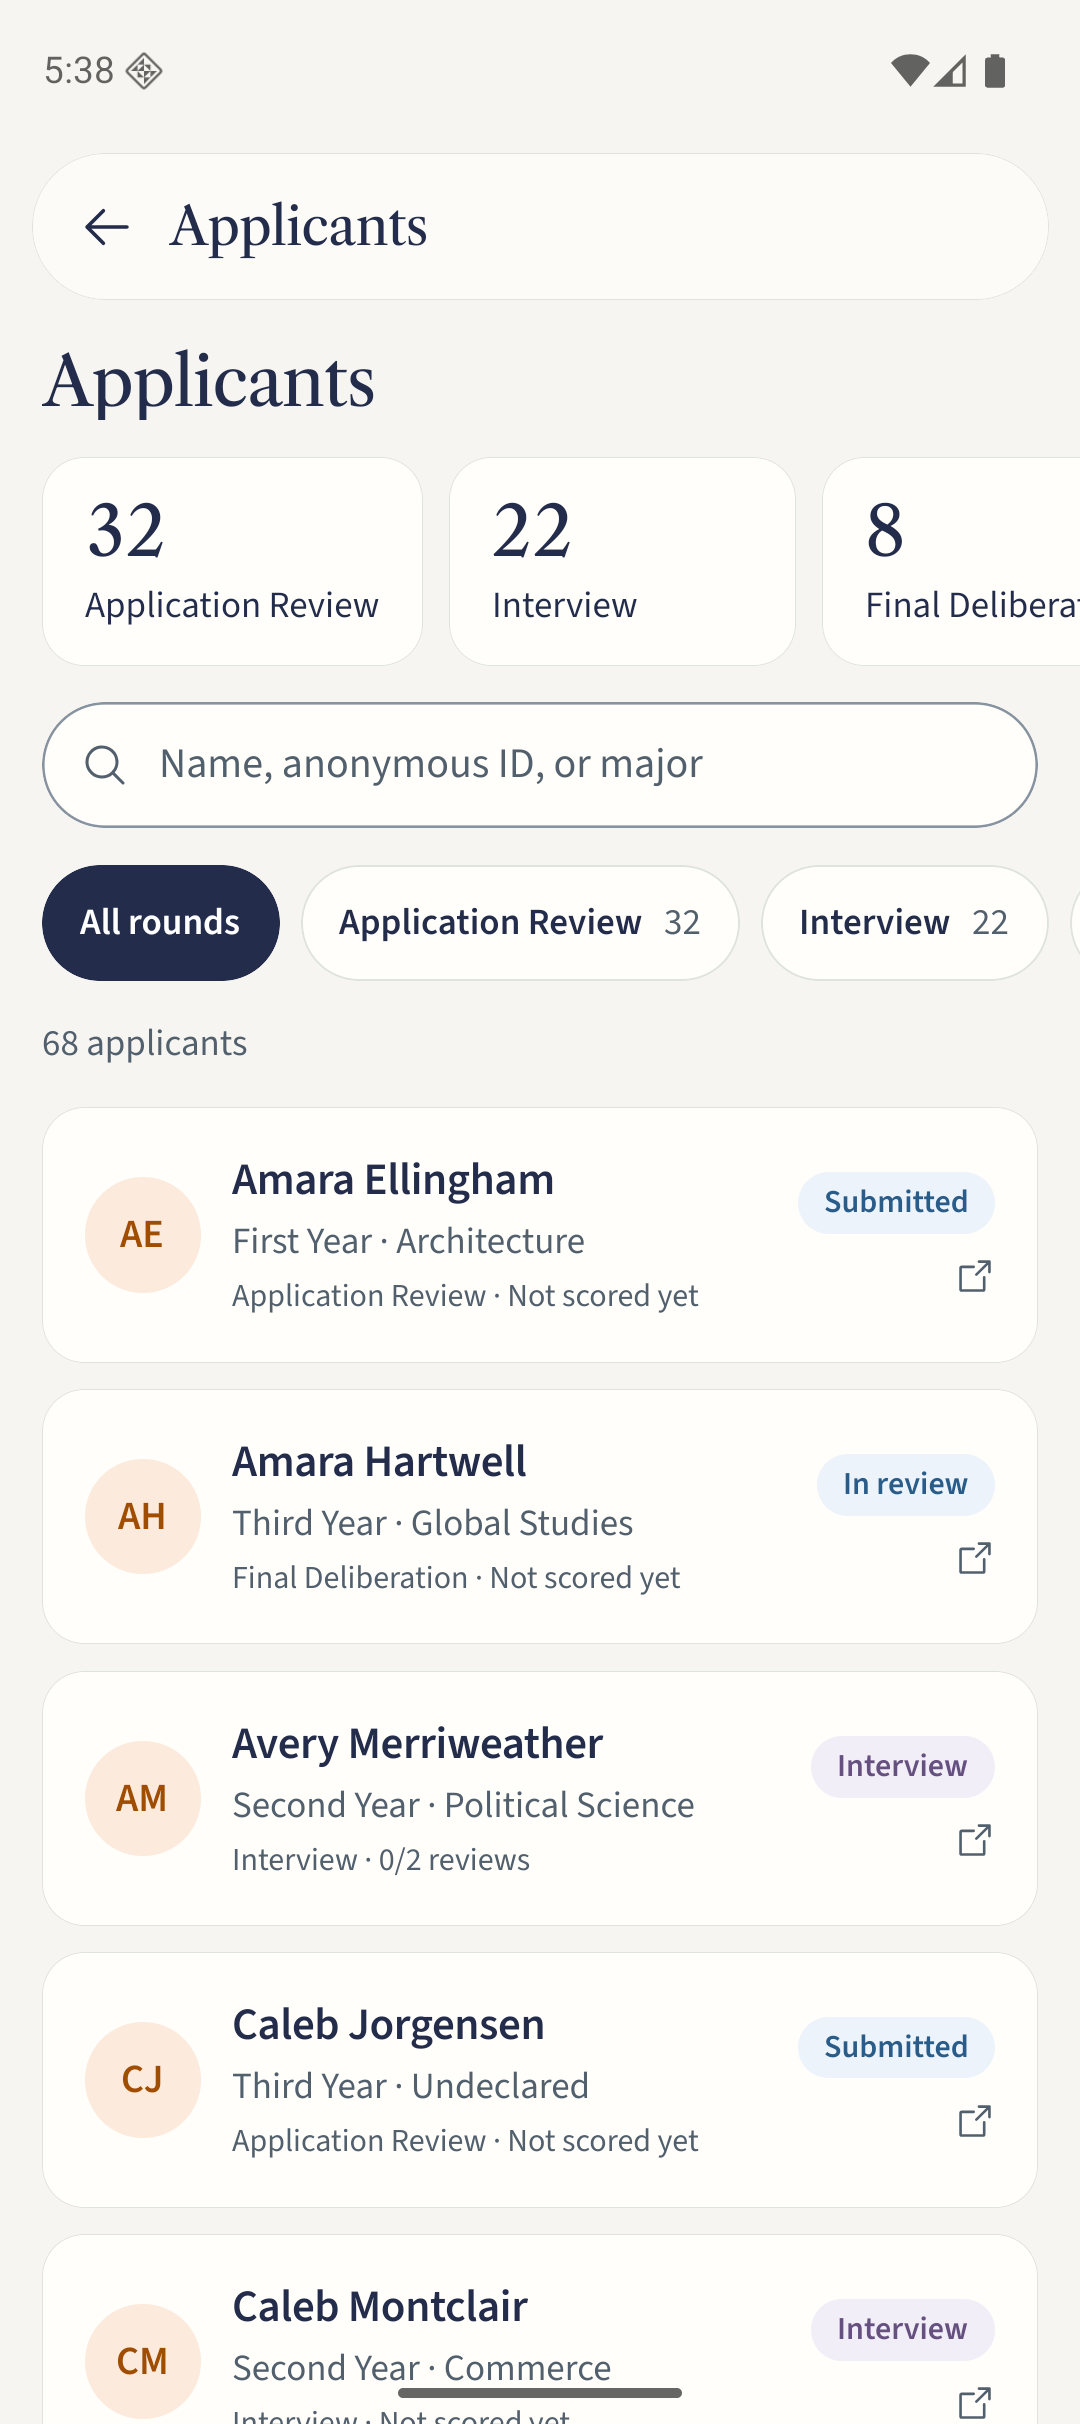 5:38
Applicants
Applicants
32
Application Review
22
Interview
8
Final Delibera
Name, anonymous ID, or major
All rounds
Application Review 32
Interview 22
68 applicants
AE
Amara Ellingham
First Year · Architecture
Application Review · Not scored yet
Submitted
AH
Amara Hartwell
Third Year · Global Studies
Final Deliberation · Not scored yet
In review
AM
Avery Merriweather
Second Year · Political Science
Interview · 0/2 reviews
Interview
CJ
Caleb Jorgensen
Third Year · Undeclared
Application Review · Not scored yet
Submitted
CM
Caleb Montclair
Second Year · Commerce
Interview · Not scored yet
Interview